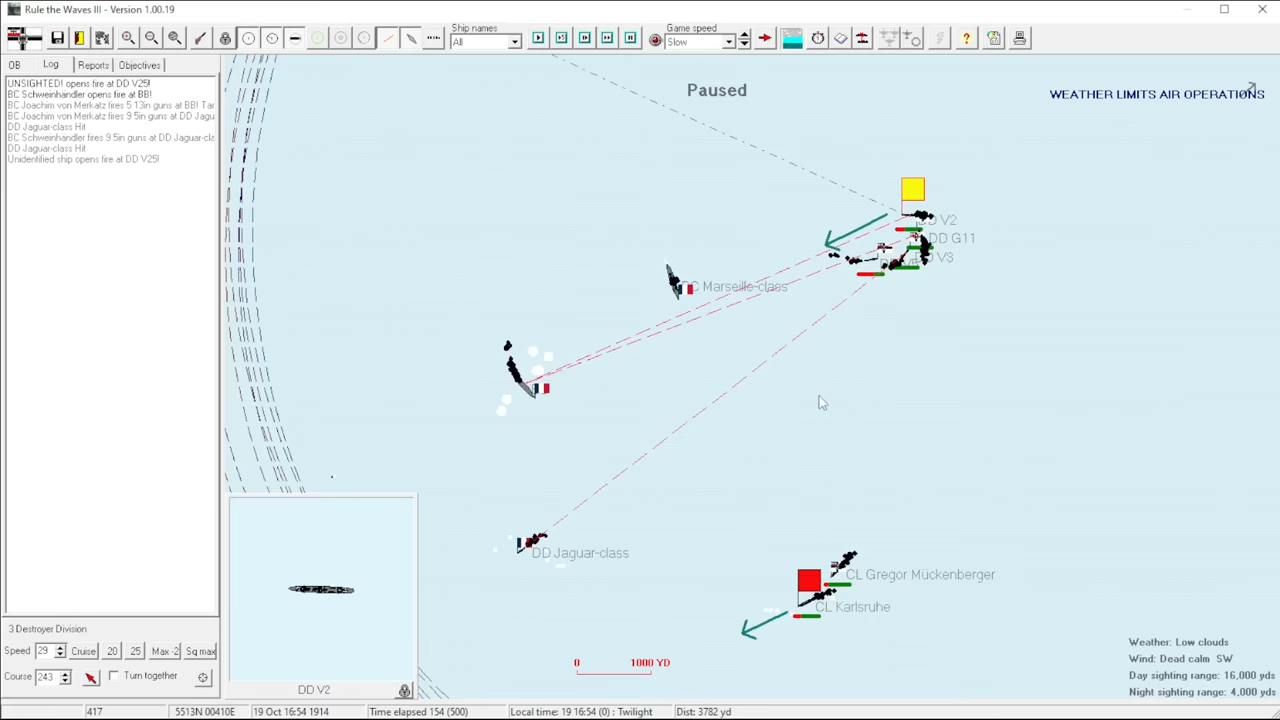 Rule the Waves III - Version 1.00.19
Ship names
All
Game speed
Slow
OB
Log
Reports
Objectives
UNSIGHTED! opens fire at DD V25!
BC Schweinhändler opens fire at BB!
BC Joachim von Merkatz fires 5 13in guns at BB! Tar
BC Joachim von Merkatz fires 9.5in guns at DD Jagu
DD Jaguar-class Hit
BC Schweinhändler fires 9.5in guns at DD Jaguar-cla
DD Jaguar-class Hit
Unidentified ship opens fire at DD V25!
Paused
WEATHER LIMITS AIR OPERATIONS
DD V2
DD G11
DD V3
BC Marseille-class
DD Jaguar-class
CL Gregor Mückenberger
CL Karlsruhe
0 1000 YD
Weather: Low clouds
Wind: Dead calm SW
Day sighting range: 16,000 yds
Night sighting range: 4,000 yds
3 Destroyer Division
Speed 29 Cruise 20 25 Max -2 Sq max
Course 243 Turn together
DD V2
417
5513N 00410E
19 Oct 16:54 1914
Time elapsed 154 (500)
Local time: 19 16:54 (0) : Twilight
Dist: 3782 yd